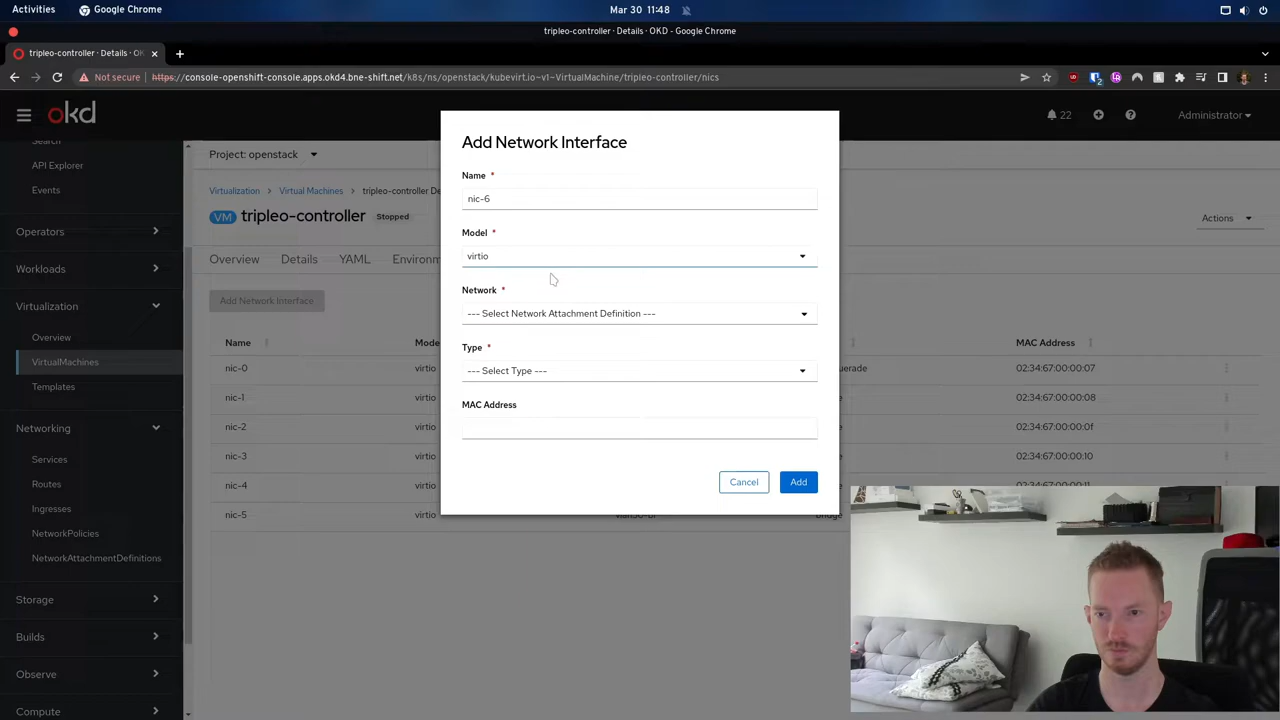 Activities
Google Chrome
Mar 30 11:48
tripleo-controller · Details · OKD - Google Chrome
tripleo-controller · Details · OK
Not secure
https://console-openshift-console.apps.okd4.bne-shift.net/k8s/ns/openstack/kubevirt.io~v1~VirtualMachine/tripleo-controller/nics
okd
22
Administrator
Search
API Explorer
Events
Operators
Workloads
Virtualization
Overview
VirtualMachines
Templates
Networking
Services
Routes
Ingresses
NetworkPolicies
NetworkAttachmentDefinitions
Storage
Builds
Observe
Compute
Project: openstack
Virtualization
Virtual Machines
tripleo-controller De
VM
tripleo-controller
Stopped
Actions
Overview
Details
YAML
Environ
Add Network Interface
Name
Mode
MAC Address
nic-0
virtio
erade
02:34:67:00:00:07
nic-1
virtio
02:34:67:00:00:08
nic-2
virtio
02:34:67:00:00:0f
nic-3
virtio
02:34:67:00:00:10
nic-4
virtio
nic-5
virtio
bridge
Add Network Interface
Name *
nic-6
Model *
virtio
Network *
--- Select Network Attachment Definition ---
Type *
--- Select Type ---
MAC Address
Cancel
Add